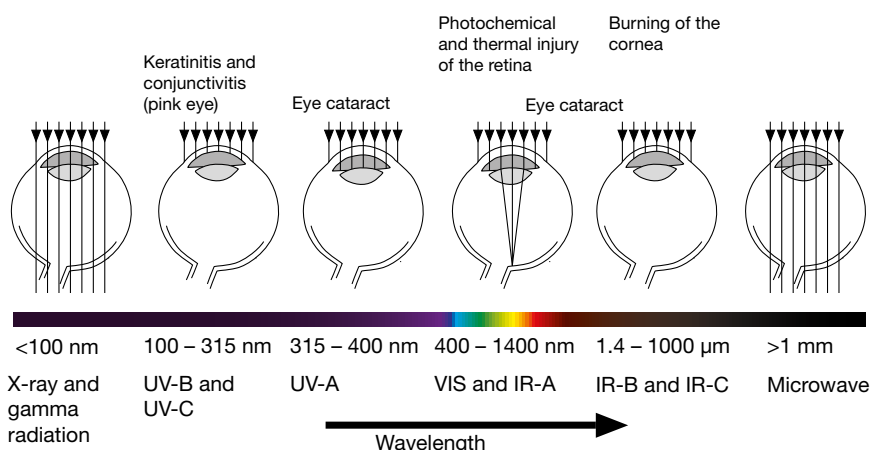 Photochemical
and thermal injury
of the retina
Burning of the
cornea
Keratinitis and
conjunctivitis
(pink eye)
Eye cataract
Eye cataract
<100 nm
100 – 315 nm
315 – 400 nm
400 – 1400 nm
1.4 – 1000 µm
>1 mm
X-ray and
gamma
radiation
UV-B and
UV-C
UV-A
VIS and IR-A
IR-B and IR-C
Microwave
Wavelength